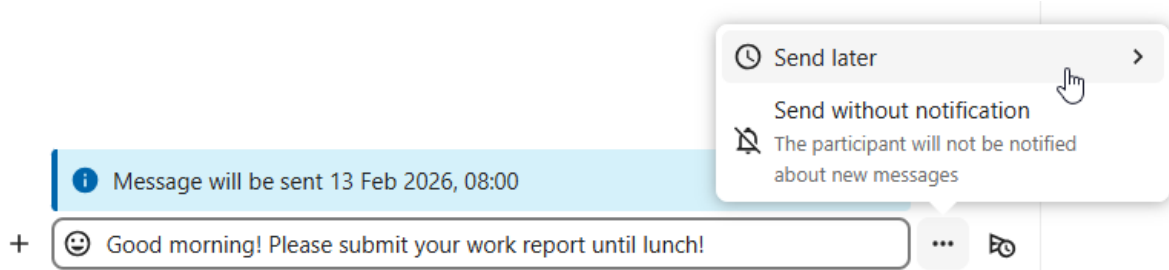 Send later
Send without notification
The participant will not be notified
about new messages
Message will be sent 13 Feb 2026, 08:00
Good morning! Please submit your work report until lunch!